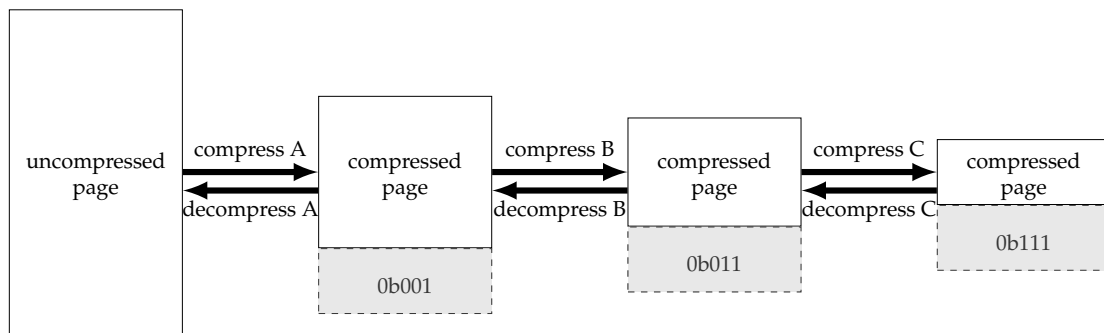 uncompressed
page
compress A
decompress A
compressed
page
0b001
compress B
decompress B
compressed
page
0b011
compress C
decompress C
compressed
page
0b111